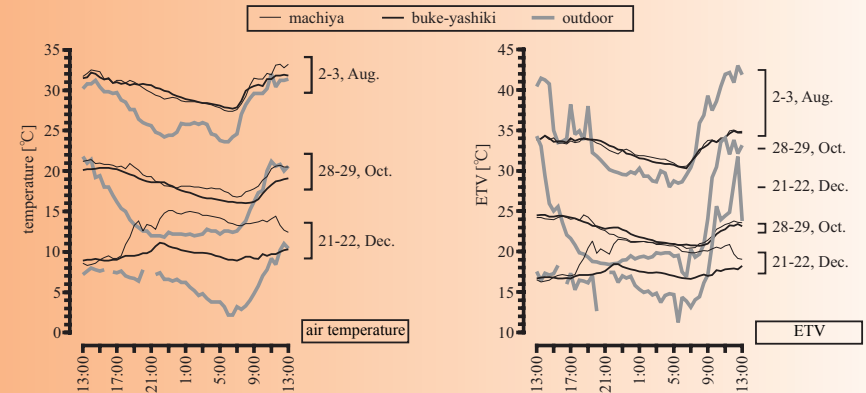 machiya buke-yashiki outdoor
temperature [℃]
35
30
25
20
15
10
5
0
2-3, Aug.
28-29, Oct.
21-22, Dec.
air temperature
13:00 17:00 21:00 1:00 5:00 9:00 13:00
ETV [℃]
45
40
35
30
25
20
15
10
2-3, Aug.
28-29, Oct.
21-22, Dec.
28-29, Oct.
21-22, Dec.
ETV
13:00 17:00 21:00 1:00 5:00 9:00 13:00